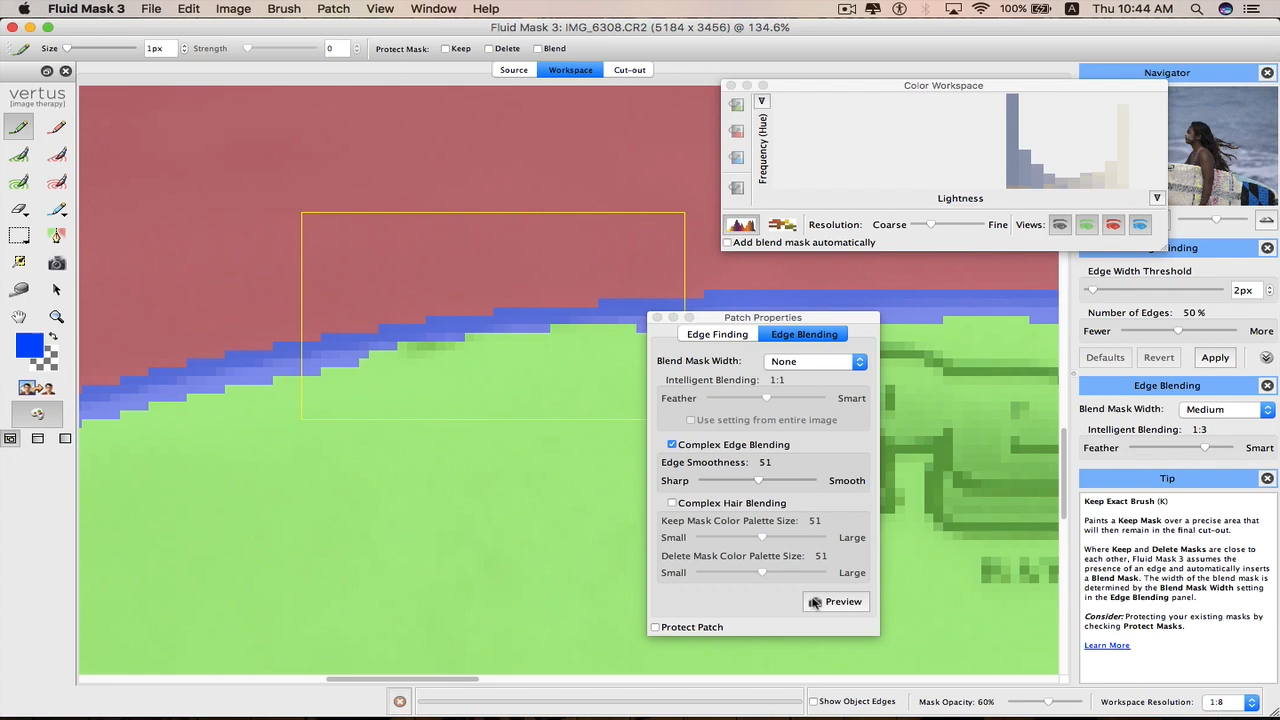 Fluid Mask 3 File Edit Image Brush Patch View Window Help 100% A Thu 10:44 AM
Fluid Mask 3: IMG_6308.CR2 (5184 x 3456) @ 134.6%
Size 1px Strength 0 Protect Mask: Keep Delete Blend
Source Workspace Cut-out
vertus
[image therapy]
Color Workspace
Frequency (Hue)
Lightness
Resolution: Coarse Fine Views:
Add blend mask automatically
Navigator
Finding
Edge Width Threshold
2px
Number of Edges: 50 %
Fewer More
Defaults Revert Apply
Edge Blending
Blend Mask Width: Medium
Intelligent Blending: 1:3
Feather Smart
Tip
Keep Exact Brush (K)
Paints a Keep Mask over a precise area that will then remain in the final cut-out.
Where Keep and Delete Masks are close to each other, Fluid Mask 3 assumes the presence of an edge and automatically inserts a Blend Mask. The width of the blend mask is determined by the Blend Mask Width setting in the Edge Blending panel.
Consider: Protecting your existing masks by checking Protect Masks.
Learn More
Patch Properties
Edge Finding Edge Blending
Blend Mask Width: None
Intelligent Blending: 1:1
Feather Smart
Use setting from entire image
Complex Edge Blending
Edge Smoothness: 51
Sharp Smooth
Complex Hair Blending
Keep Mask Color Palette Size: 51
Small Large
Delete Mask Color Palette Size: 51
Small Large
Preview
Protect Patch
Show Object Edges Mask Opacity: 60% Workspace Resolution: 1:8